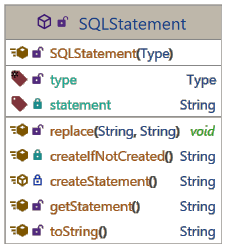 SQLStatement
SQLStatement(Type)
type Type
statement String
replace(String, String) void
createIfNotCreated() String
createStatement() String
getStatement() String
toString() String